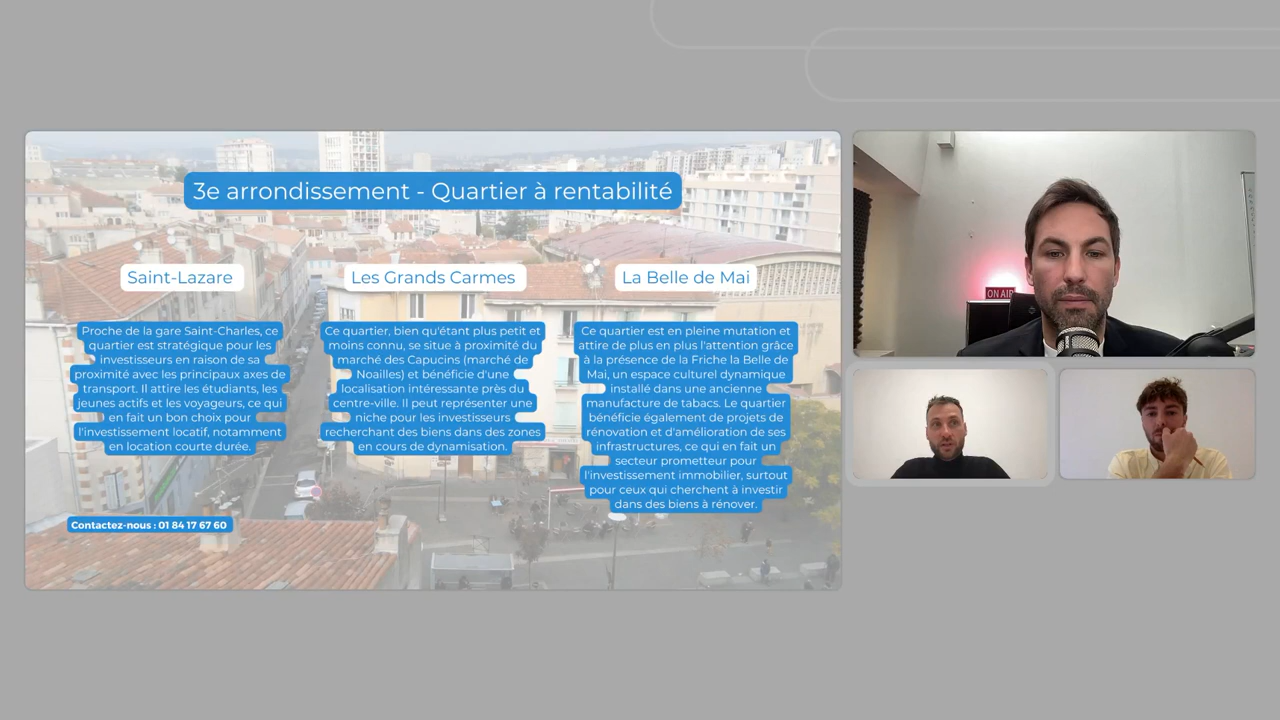 3e arrondissement - Quartier à rentabilité
Saint-Lazare
Proche de la gare Saint-Charles, ce
quartier est stratégique pour les
investisseurs en raison de sa
proximité avec les principaux axes de
transport. Il attire les étudiants, les
jeunes actifs et les voyageurs, ce qui
en fait un bon choix pour
l'investissement locatif, notamment
en location courte durée.
Les Grands Carmes
Ce quartier, bien qu'étant plus petit et
moins connu, se situe à proximité du
marché des Capucins (marché de
Noailles) et bénéficie d'une
localisation intéressante près du
centre-ville. Il peut représenter une
niche pour les investisseurs
recherchant des biens dans des zones
en cours de dynamisation.
La Belle de Mai
Ce quartier est en pleine mutation et
attire de plus en plus l'attention grâce
à la présence de la Friche la Belle de
Mai, un espace culturel dynamique
installé dans une ancienne
manufacture de tabacs. Le quartier
bénéficie également de projets de
rénovation et d'amélioration de ses
infrastructures, ce qui en fait un
secteur prometteur pour
l'investissement immobilier, surtout
pour ceux qui cherchent à investir
dans des biens à rénover.
Contactez-nous : 01 84 17 67 60
ON AIR